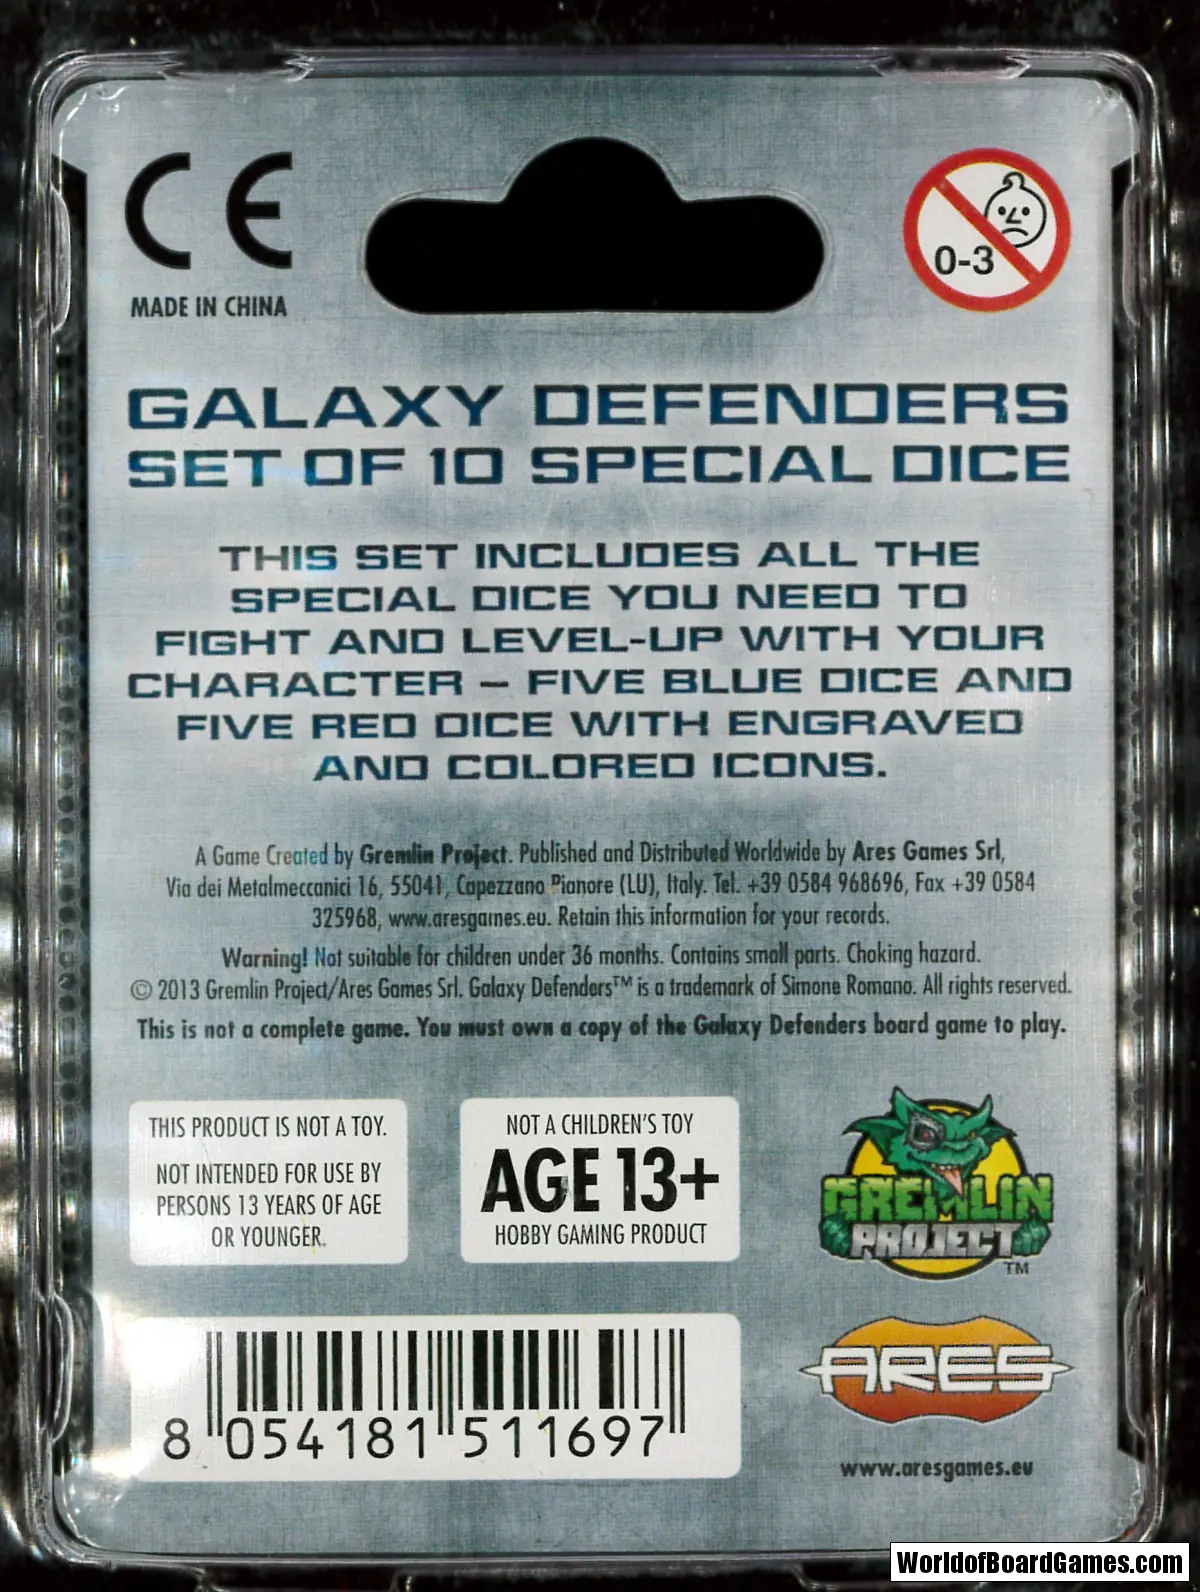 CE
MADE IN CHINA
0-3
GALAXY DEFENDERS
SET OF 10 SPECIAL DICE
THIS SET INCLUDES ALL THE
SPECIAL DICE YOU NEED TO
FIGHT AND LEVEL-UP WITH YOUR
CHARACTER – FIVE BLUE DICE AND
FIVE RED DICE WITH ENGRAVED
AND COLORED ICONS.
A Game Created by Gremlin Project. Published and Distributed Worldwide by Ares Games Srl,
Via dei Metalmeccanici 16, 55041, Capezzano Pianore (LU), Italy. Tel. +39 0584 968696, Fax +39 0584
325968, www.aresgames.eu. Retain this information for your records.
Warning! Not suitable for children under 36 months. Contains small parts. Choking hazard.
© 2013 Gremlin Project/Ares Games Srl. Galaxy Defenders™ is a trademark of Simone Romano. All rights reserved.
This is not a complete game. You must own a copy of the Galaxy Defenders board game to play.
THIS PRODUCT IS NOT A TOY.
NOT INTENDED FOR USE BY
PERSONS 13 YEARS OF AGE
OR YOUNGER.
NOT A CHILDREN'S TOY
AGE 13+
HOBBY GAMING PRODUCT
GREMLIN
PROJECT
TM
8 054181 511697
ARES
www.aresgames.eu
WorldofBoardGames.com